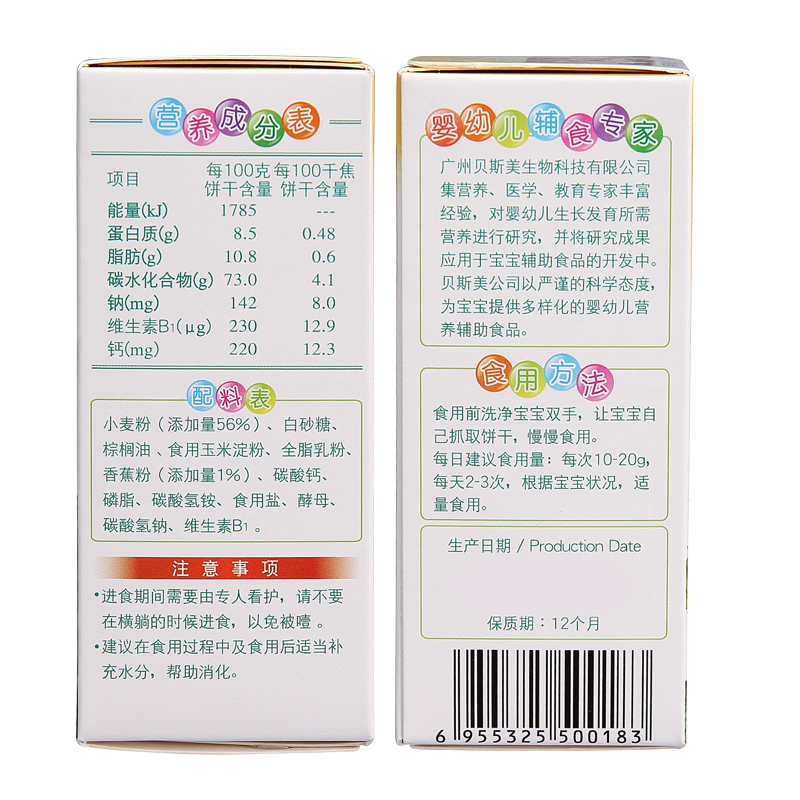 营养成分表
项目 每100克饼干含量 每100千焦饼干含量
能量(kJ) 1785 ---
蛋白质(g) 8.5 0.48
脂肪(g) 10.8 0.6
碳水化合物(g) 73.0 4.1
钠(mg) 142 8.0
维生素B1(μg) 230 12.9
钙(mg) 220 12.3
配料表
小麦粉（添加量56%）、白砂糖、
棕榈油、食用玉米淀粉、全脂乳粉、
香蕉粉（添加量1%）、碳酸钙、
磷脂、碳酸氢铵、食用盐、酵母、
碳酸氢钠、维生素B1。
注意事项
•进食期间需要由专人看护，请不要
在横躺的时候进食，以免被噎。
•建议在食用过程中及食用后适当补
充水分，帮助消化。
婴幼儿辅食专家
广州贝斯美生物科技有限公司
集营养、医学、教育专家丰富
经验，对婴幼儿生长发育所需
营养进行研究，并将研究成果
应用于宝宝辅助食品的开发中。
贝斯美公司以严谨的科学态度，
为宝宝提供多样化的婴幼儿营
养辅助食品。
食用方法
食用前洗净宝宝双手，让宝宝自
己抓取饼干，慢慢食用。
每日建议食用量：每次10-20g，
每天2-3次，根据宝宝状况，适
量食用。
生产日期 / Production Date
保质期：12个月
6 955325 500183